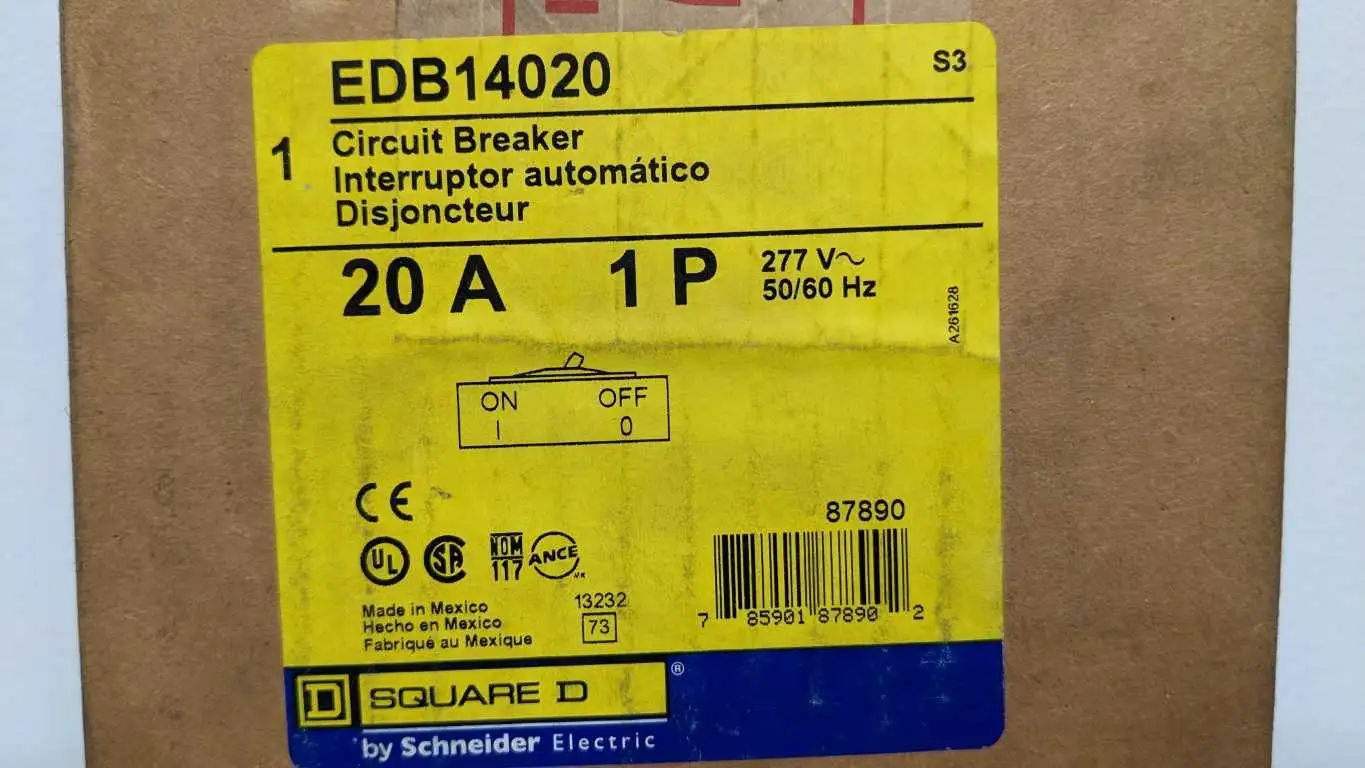 EDB14020
S3
1
Circuit Breaker
Interruptor automático
Disjoncteur
20 A 1 P 277 V~
50/60 Hz
A261628
ON OFF
I 0
CE
UL SA NOM 117 ANCE
87890
Made in Mexico
Hecho en Mexico
Fabriqué au Mexique
13232
73
7 85901 87890 2
D SQUARE D ®
by Schneider Electric